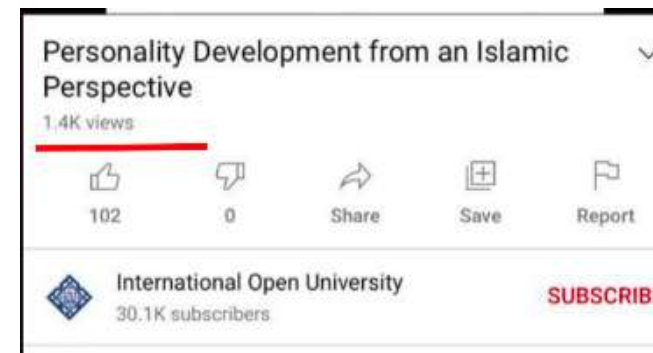 Personality Development from an Islamic
Perspective
1.4K views
102 0 Share Save Report
International Open University
30.1K subscribers
SUBSCRIB